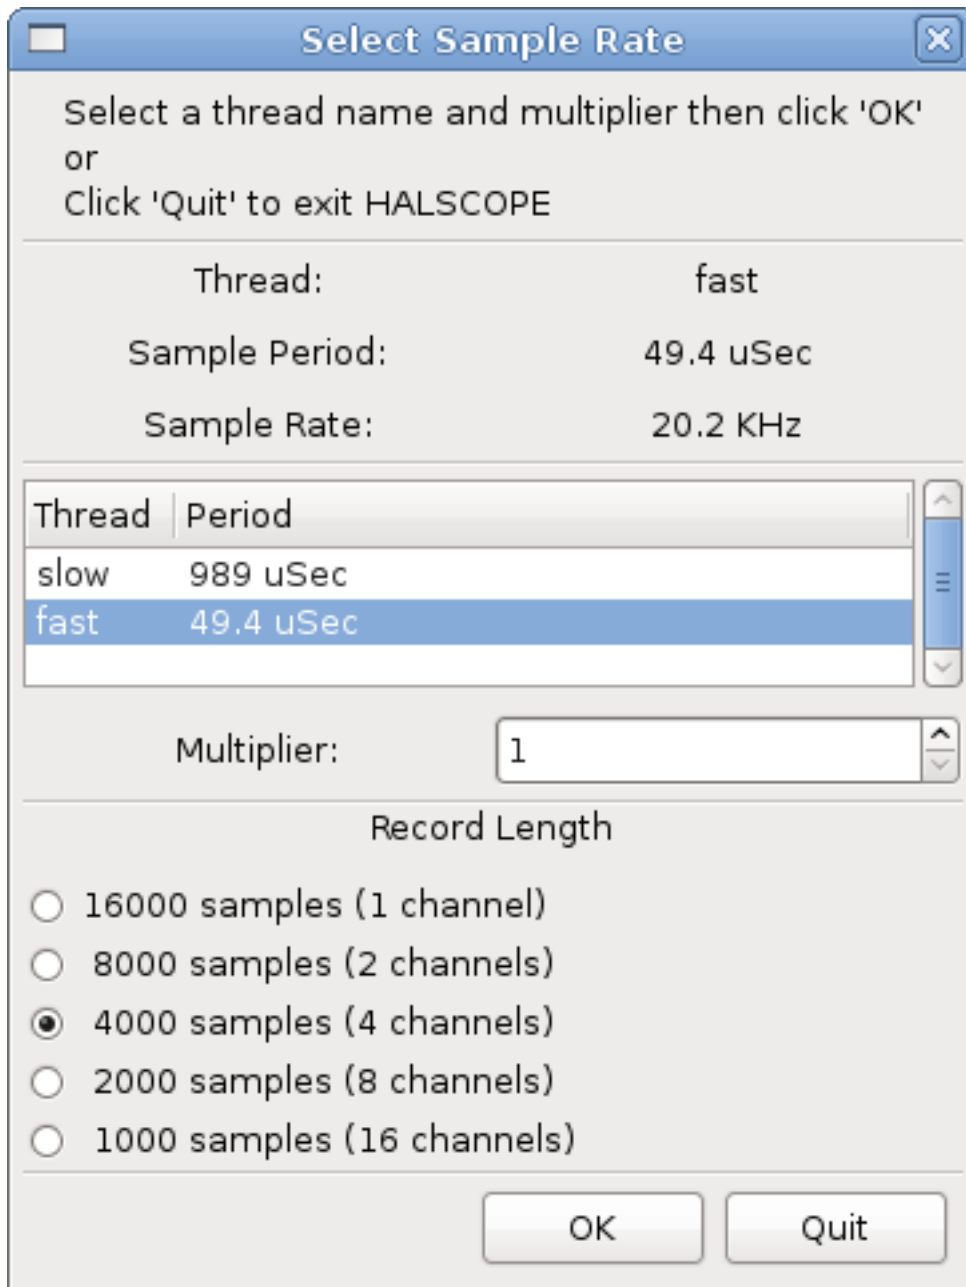 Select Sample Rate
Select a thread name and multiplier then click 'OK'
or
Click 'Quit' to exit HALSCOPE
Thread: fast
Sample Period: 49.4 uSec
Sample Rate: 20.2 KHz
Thread Period
slow 989 uSec
fast 49.4 uSec
Multiplier: 1
Record Length
16000 samples (1 channel)
8000 samples (2 channels)
4000 samples (4 channels)
2000 samples (8 channels)
1000 samples (16 channels)
OK Quit